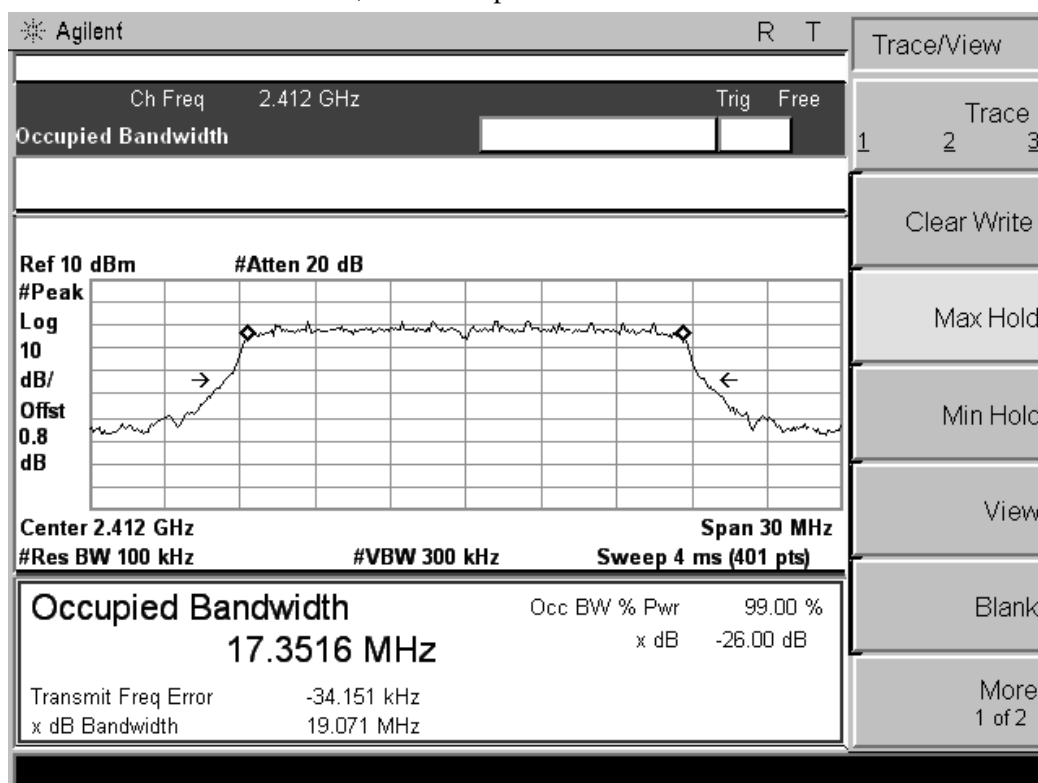 Agilent R T
Ch Freq 2.412 GHz Trig Free
Occupied Bandwidth
Ref 10 dBm #Atten 20 dB
#Peak
Log
10
dB/
Offst
0.8
dB
Center 2.412 GHz Span 30 MHz
#Res BW 100 kHz #VBW 300 kHz Sweep 4 ms (401 pts)
Occupied Bandwidth Occ BW % Pwr 99.00 %
17.3516 MHz x dB -26.00 dB
Transmit Freq Error -34.151 kHz
x dB Bandwidth 19.071 MHz
Trace/View
Trace
1 2 3
Clear Write
Max Hold
Min Hold
View
Blank
More
1 of 2